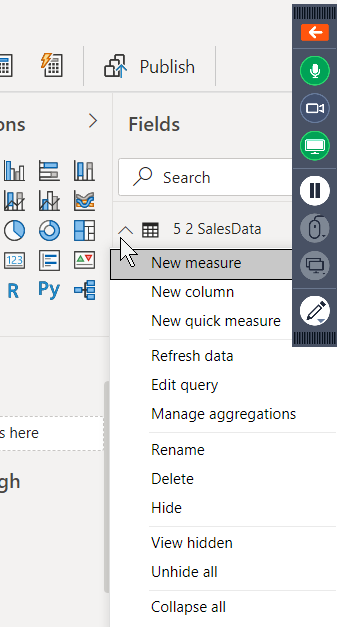 Publish
ons
Fields
Search
5 2 SalesData
New measure
123
New column
R Py
New quick measure
Refresh data
Edit query
Manage aggregations
s here
Rename
gh
Delete
Hide
View hidden
Unhide all
Collapse all